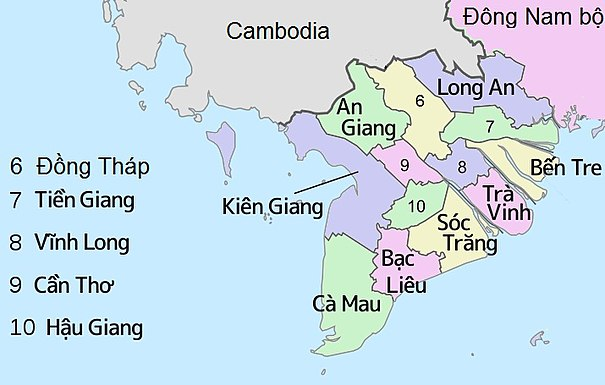 Cambodia
Đông Nam bộ
Long An
An
Giang
6
7
Bến Tre
9
8
Kiên Giang
10
Trà
Vinh
Sóc
Trăng
Bạc
Liêu
Cà Mau
6 Đồng Tháp
7 Tiền Giang
8 Vĩnh Long
9 Cần Thơ
10 Hậu Giang